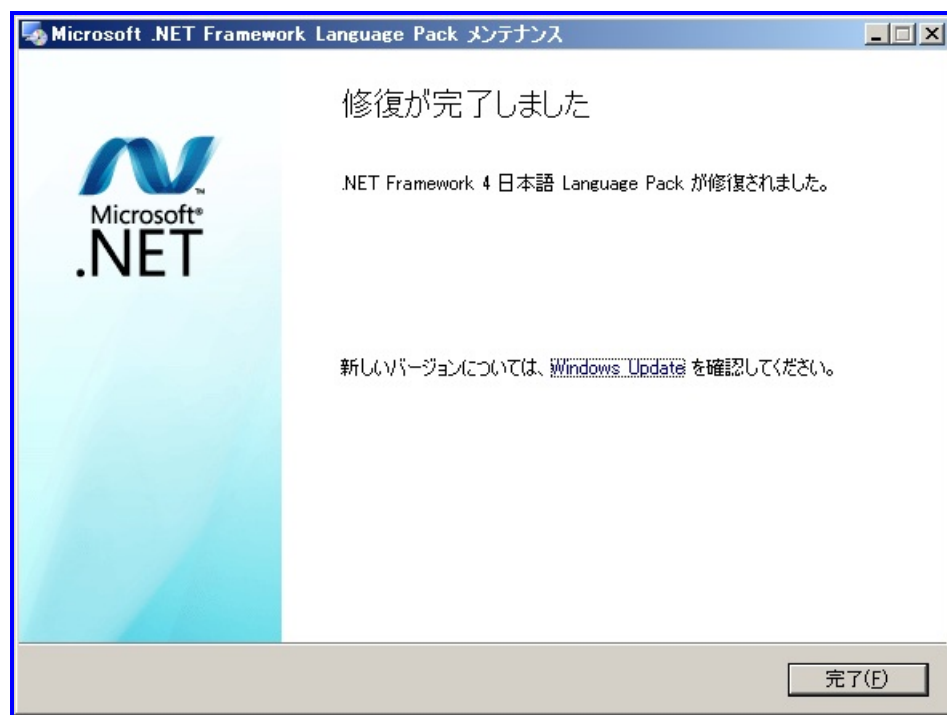 Microsoft .NET Framework Language Pack メンテナンス
修復が完了しました
.NET Framework 4 日本語 Language Pack が修復されました。
Microsoft®
.NET™
新しいバージョンについては、Windows Update を確認してください。
完了(F)